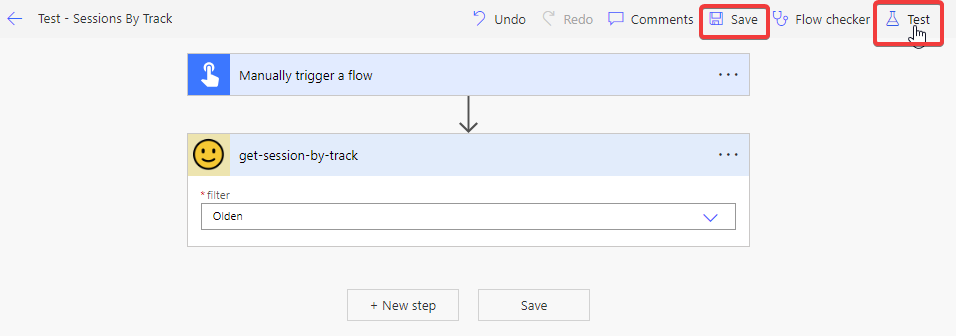 Test - Sessions By Track Undo Redo Comments Save Flow checker Test
Manually trigger a flow
get-session-by-track
* filter
Olden
+ New step Save